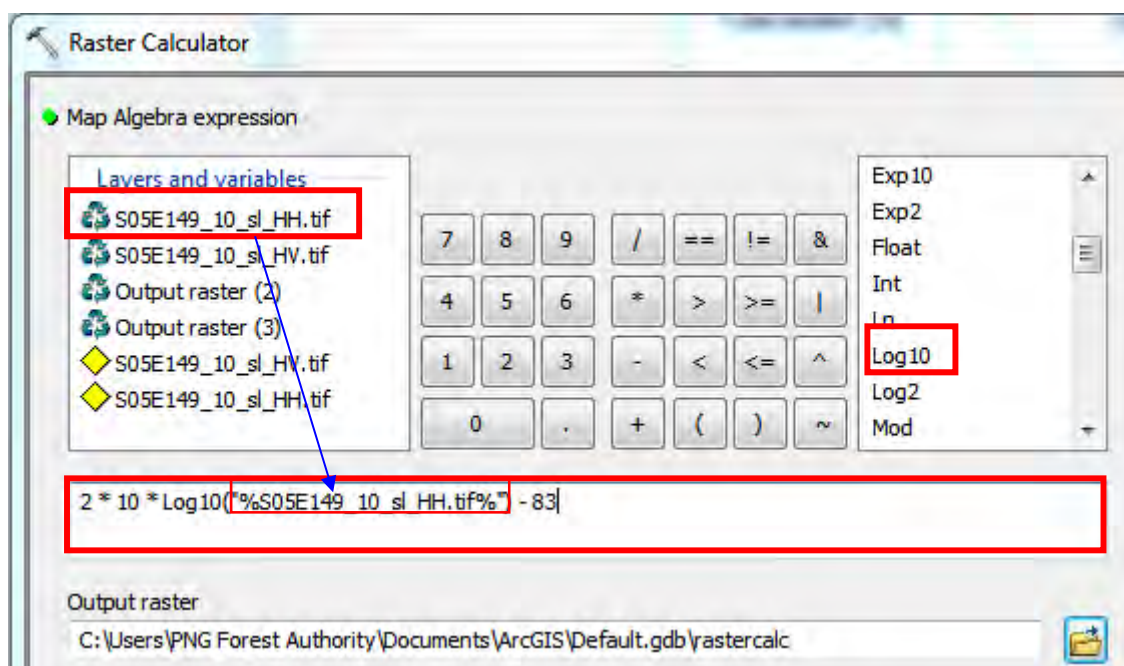 Raster Calculator
Map Algebra expression
Layers and variables
S05E149_10_sl_HH.tif
S05E149_10_sl_HV.tif
Output raster (2)
Output raster (3)
S05E149_10_sl_HV.tif
S05E149_10_sl_HH.tif
7 8 9 / == != &
4 5 6 * > >= |
1 2 3 - < <= ^
0 . + ( ) ~
Exp10
Exp2
Float
Int
Ln
Log10
Log2
Mod
2 * 10 * Log10("%S05E149_10_sl_HH.tif%") - 83
Output raster
C:\Users\PNG Forest Authority\Documents\ArcGIS\Default.gdb\rastercalc